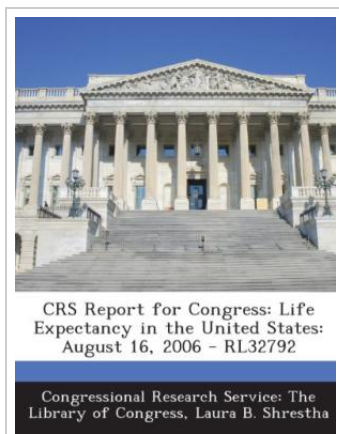 CRS Report for Congress: Life
Expectancy in the United States:
August 16, 2006 - RL32792
Congressional Research Service: The
Library of Congress, Laura B. Shrestha